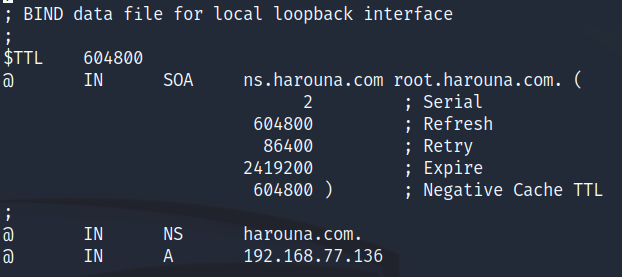 ; BIND data file for local loopback interface
;
$TTL    604800
@       IN      SOA     ns.harouna.com root.harouna.com. (
                              2         ; Serial
                         604800         ; Refresh
                          86400         ; Retry
                        2419200         ; Expire
                         604800 )       ; Negative Cache TTL
;
@       IN      NS      harouna.com.
@       IN      A       192.168.77.136